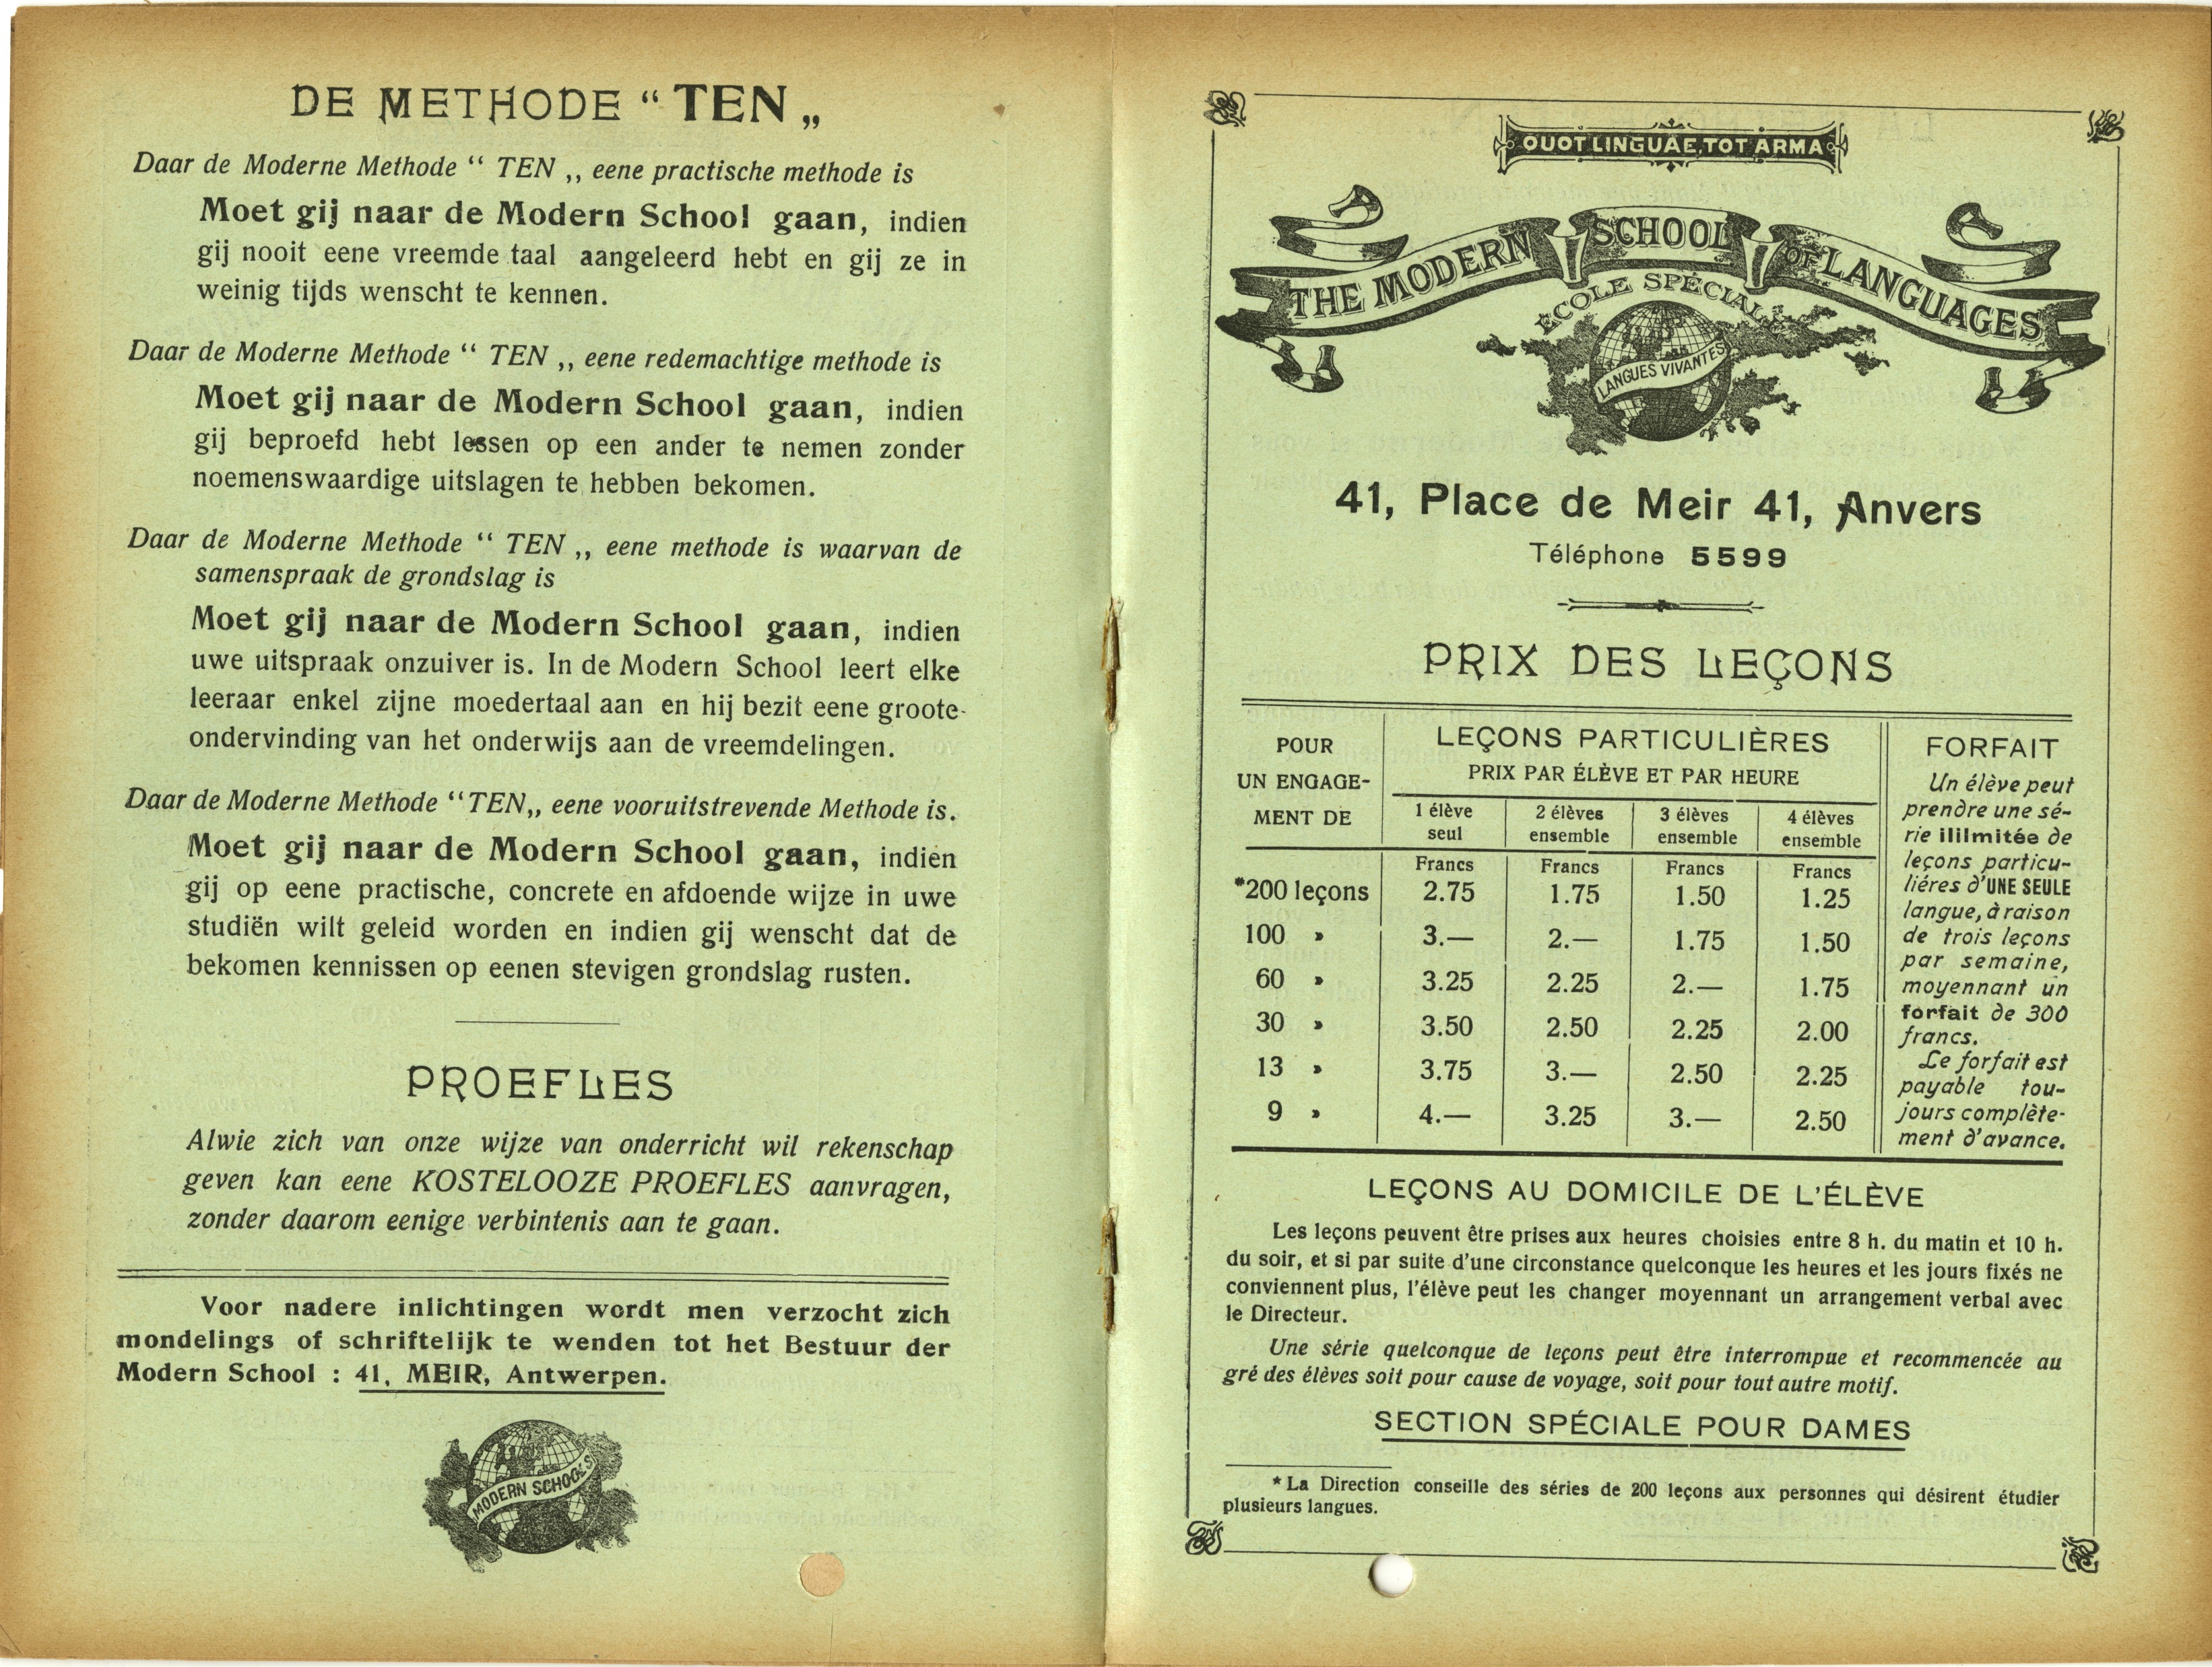 DE METHODE “ TEN „
Daar de Moderne Methode “ TEN ,, eene practische methode is
Moet gij naar de Modern School gaan, indien
gij nooit eene vreemde taal aangeleerd hebt en gij ze in
weinig tijds wenscht te kennen.
Daar de Moderne Methode “ TEN ,, eene redemachtige methode is
Moet gij naar de Modern School gaan, indien
gij beproefd hebt lessen op een ander te nemen zonder
noemenswaardige uitslagen te hebben bekomen.
Daar de Moderne Methode “ TEN ,, eene methode is waarvan de
samenspraak de grondslag is
Moet gij naar de Modern School gaan, indien
uwe uitspraak onzuiver is. In de Modern School leert elke
leeraar enkel zijne moedertaal aan en hij bezit eene groote-
ondervinding van het onderwijs aan de vreemdelingen.
Daar de Moderne Methode “TEN,, eene vooruitstrevende Methode is.
Moet gij naar de Modern School gaan, indien
gij op eene practische, concrete en afdoende wijze in uwe
studiën wilt geleid worden en indien gij wenscht dat de
bekomen kennissen op eenen stevigen grondslag rusten.
PROEFLES
Alwie zich van onze wijze van onderricht wil rekenschap
geven kan eene KOSTELOOZE PROEFLES aanvragen,
zonder daarom eenige verbintenis aan te gaan.
Voor nadere inlichtingen wordt men verzocht zich
mondelings of schriftelijk te wenden tot het Bestuur der
Modern School : 41, MEIR, Antwerpen.
MODERN SCHOOLS
QUOT LINGUAE, TOT ARMA
THE MODERN SCHOOL OF LANGUAGES
ÉCOLE SPÉCIALE
LANGUES VIVANTES
41, Place de Meir 41, Anvers
Téléphone 5599
PRIX DES LEÇONS
POUR
UN ENGAGE-
MENT DE
LEÇONS PARTICULIÈRES
PRIX PAR ÉLÈVE ET PAR HEURE
1 élève
seul
2 élèves
ensemble
3 élèves
ensemble
4 élèves
ensemble
Francs Francs Francs Francs
*200 leçons 2.75 1.75 1.50 1.25
100 » 3.— 2.— 1.75 1.50
60 » 3.25 2.25 2.— 1.75
30 » 3.50 2.50 2.25 2.00
13 » 3.75 3.— 2.50 2.25
9 » 4.— 3.25 3.— 2.50
FORFAIT
Un élève peut
prendre une sé-
rie ililmitée de
leçons particu-
liéres d'UNE SEULE
langue, à raison
de trois leçons
par semaine,
moyennant un
forfait de 300
francs.
Le forfait est
payable tou-
jours complète-
ment d'avance.
LEÇONS AU DOMICILE DE L'ÉLÈVE
Les leçons peuvent être prises aux heures choisies entre 8 h. du matin et 10 h.
du soir, et si par suite d'une circonstance quelconque les heures et les jours fixés ne
conviennent plus, l'élève peut les changer moyennant un arrangement verbal avec
le Directeur.
Une série quelconque de leçons peut être interrompue et recommencée au
gré des élèves soit pour cause de voyage, soit pour tout autre motif.
SECTION SPÉCIALE POUR DAMES
* La Direction conseille des séries de 200 leçons aux personnes qui désirent étudier
plusieurs langues.